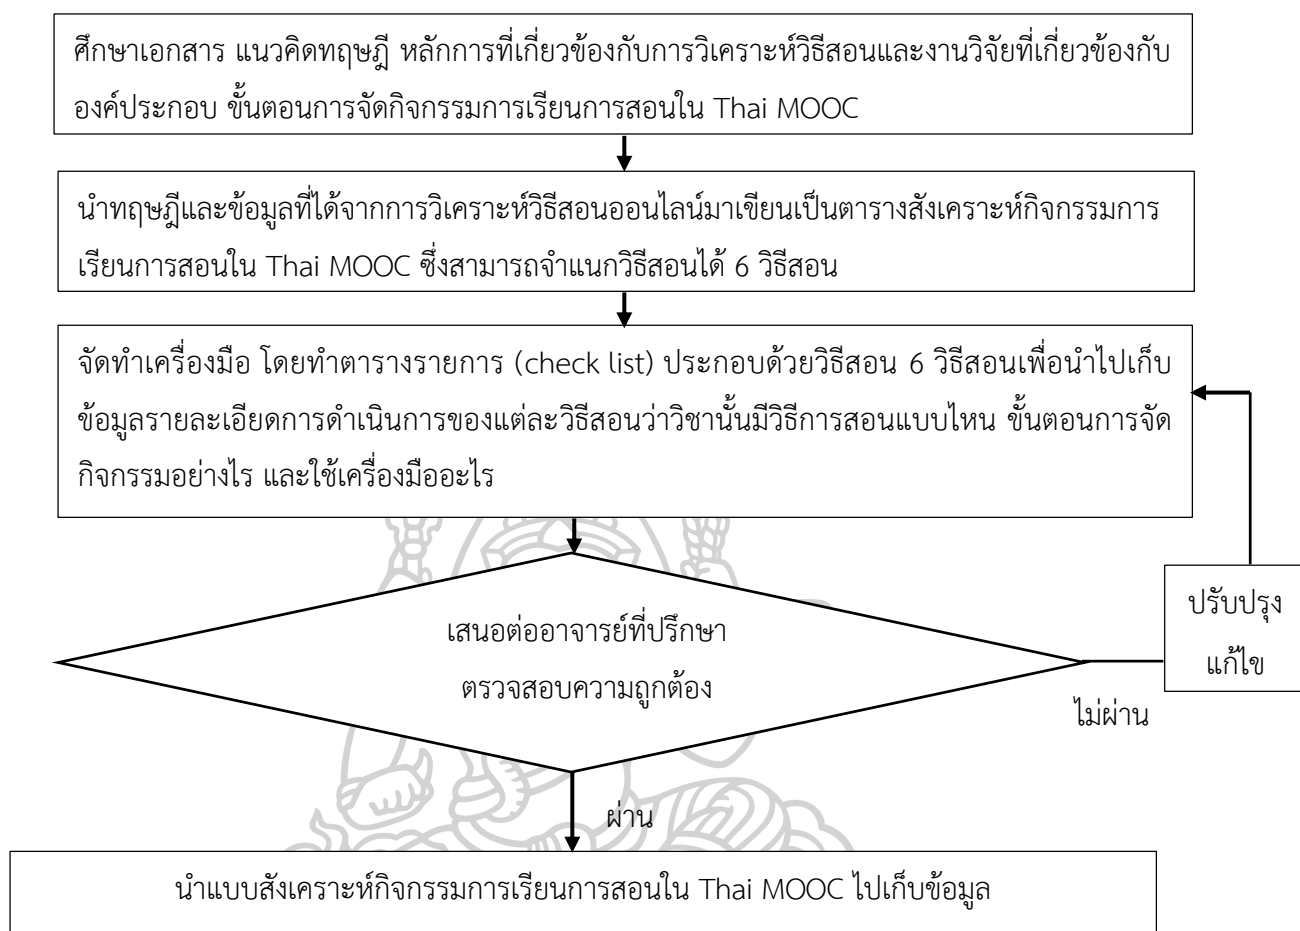 ศึกษาเอกสาร แนวคิดทฤษฎี หลักการที่เกี่ยวข้องกับการวิเคราะห์วิธีสอนและงานวิจัยที่เกี่ยวข้องกับ
องค์ประกอบ ขั้นตอนการจัดกิจกรรมการเรียนการสอนใน Thai MOOC
นำทฤษฎีและข้อมูลที่ได้จากการวิเคราะห์วิธีสอนออนไลน์มาเขียนเป็นตารางสังเคราะห์กิจกรรมการ
เรียนการสอนใน Thai MOOC ซึ่งสามารถจำแนกวิธีสอนได้ 6 วิธีสอน
จัดทำเครื่องมือ โดยทำตารางรายการ (check list) ประกอบด้วยวิธีสอน 6 วิธีสอนเพื่อนำไปเก็บ
ข้อมูลรายละเอียดการดำเนินการของแต่ละวิธีสอนว่าวิชานั้นมีวิธีการสอนแบบไหน ขั้นตอนการจัด
กิจกรรมอย่างไร และใช้เครื่องมืออะไร
เสนอต่ออาจารย์ที่ปรึกษา
ตรวจสอบความถูกต้อง
ปรับปรุง
แก้ไข
ไม่ผ่าน
ผ่าน
นำแบบสังเคราะห์กิจกรรมการเรียนการสอนใน Thai MOOC ไปเก็บข้อมูล